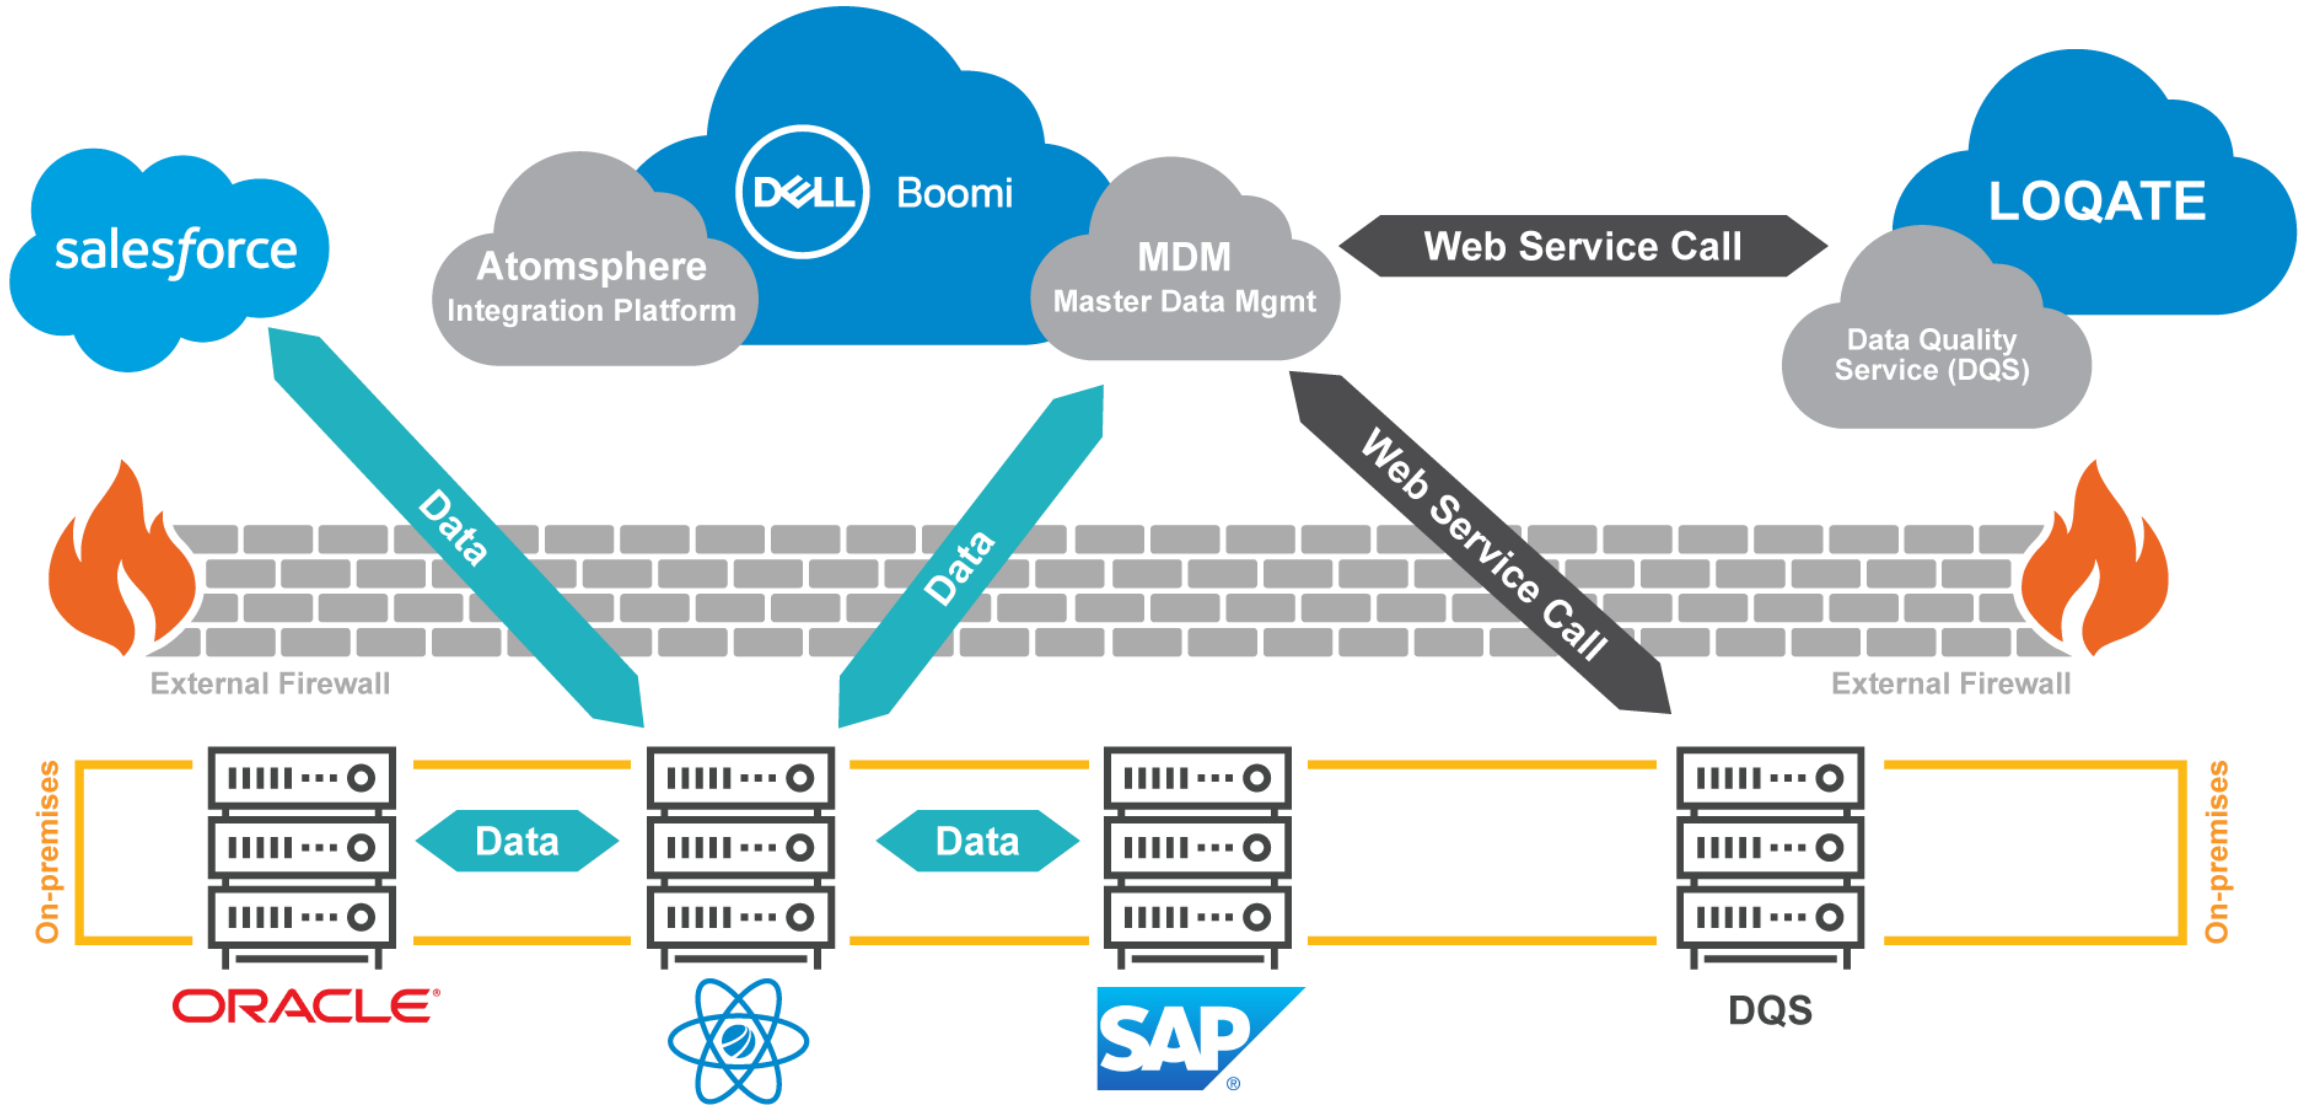 salesforce
Atomsphere
Integration Platform
DELL
Boomi
MDM
Master Data Mgmt
Web Service Call
LOQATE
Data Quality
Service (DQS)
Data
Data
Web Service Call
External Firewall
External Firewall
On-premises
Data
Data
On-premises
ORACLE®
SAP®
DQS